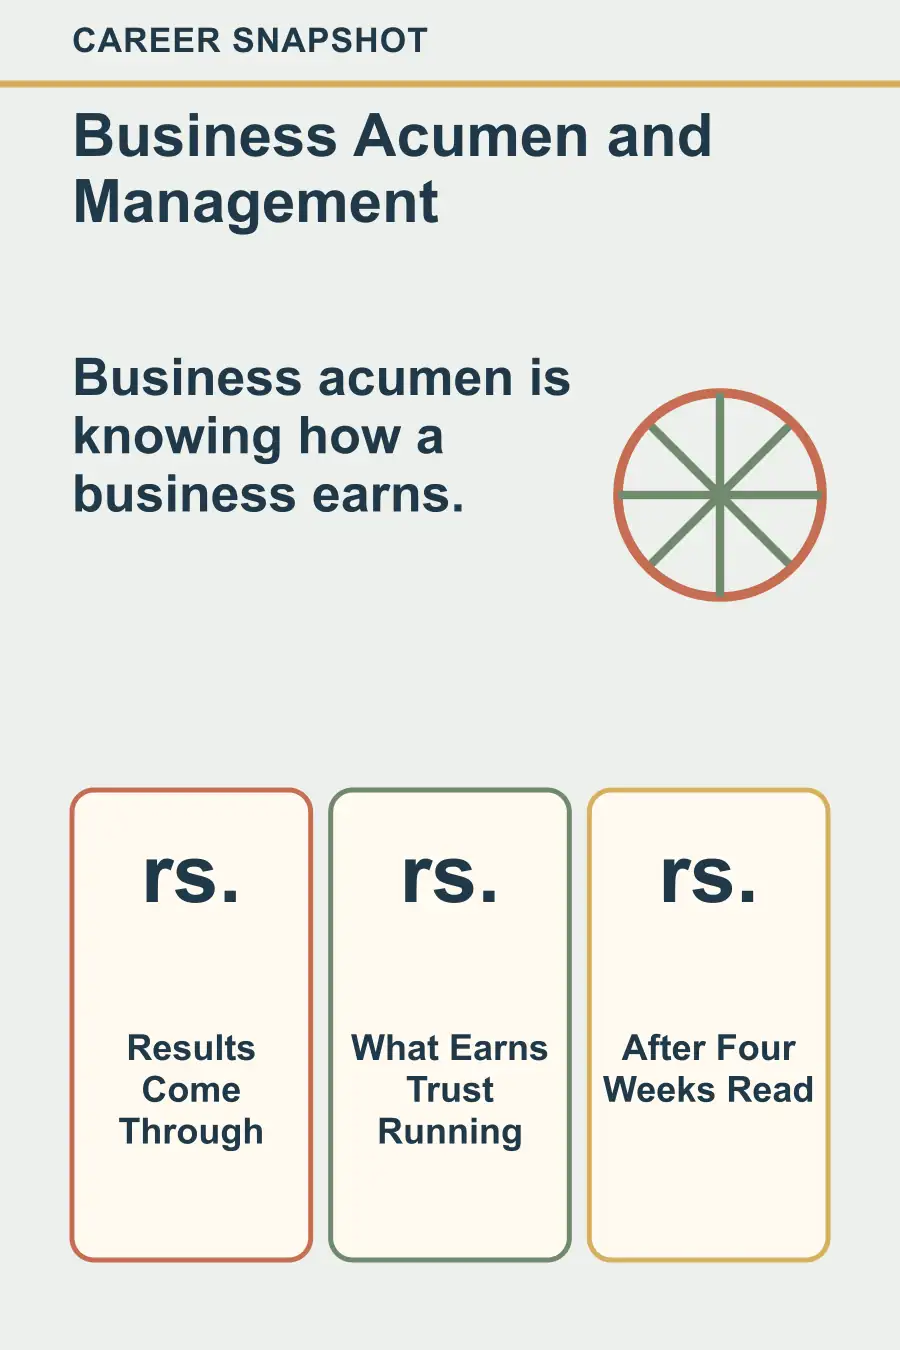 CAREER SNAPSHOT
Business Acumen and
Management
Business acumen is
knowing how a
business earns.
rs.
Results
Come
Through
rs.
What Earns
Trust
Running
rs.
After Four
Weeks Read